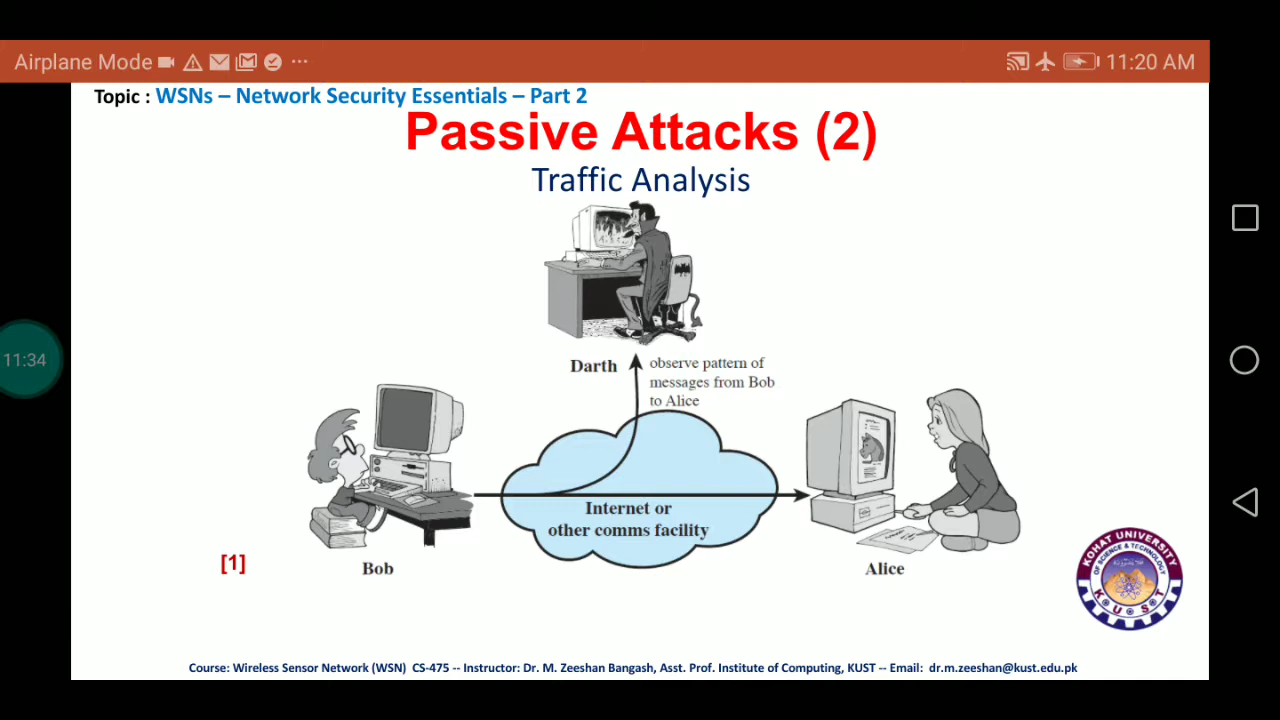 Airplane Mode ... 11:20 AM
Topic : WSNs – Network Security Essentials – Part 2
Passive Attacks (2)
Traffic Analysis
11:34
Darth
observe pattern of
messages from Bob
to Alice
Internet or
other comms facility
[1]
Bob
Alice
KOHAT UNIVERSITY
OF SCIENCE & TECHNOLOGY
K U S T
Course: Wireless Sensor Network (WSN) CS-475 -- Instructor: Dr. M. Zeeshan Bangash, Asst. Prof. Institute of Computing, KUST -- Email: dr.m.zeeshan@kust.edu.pk